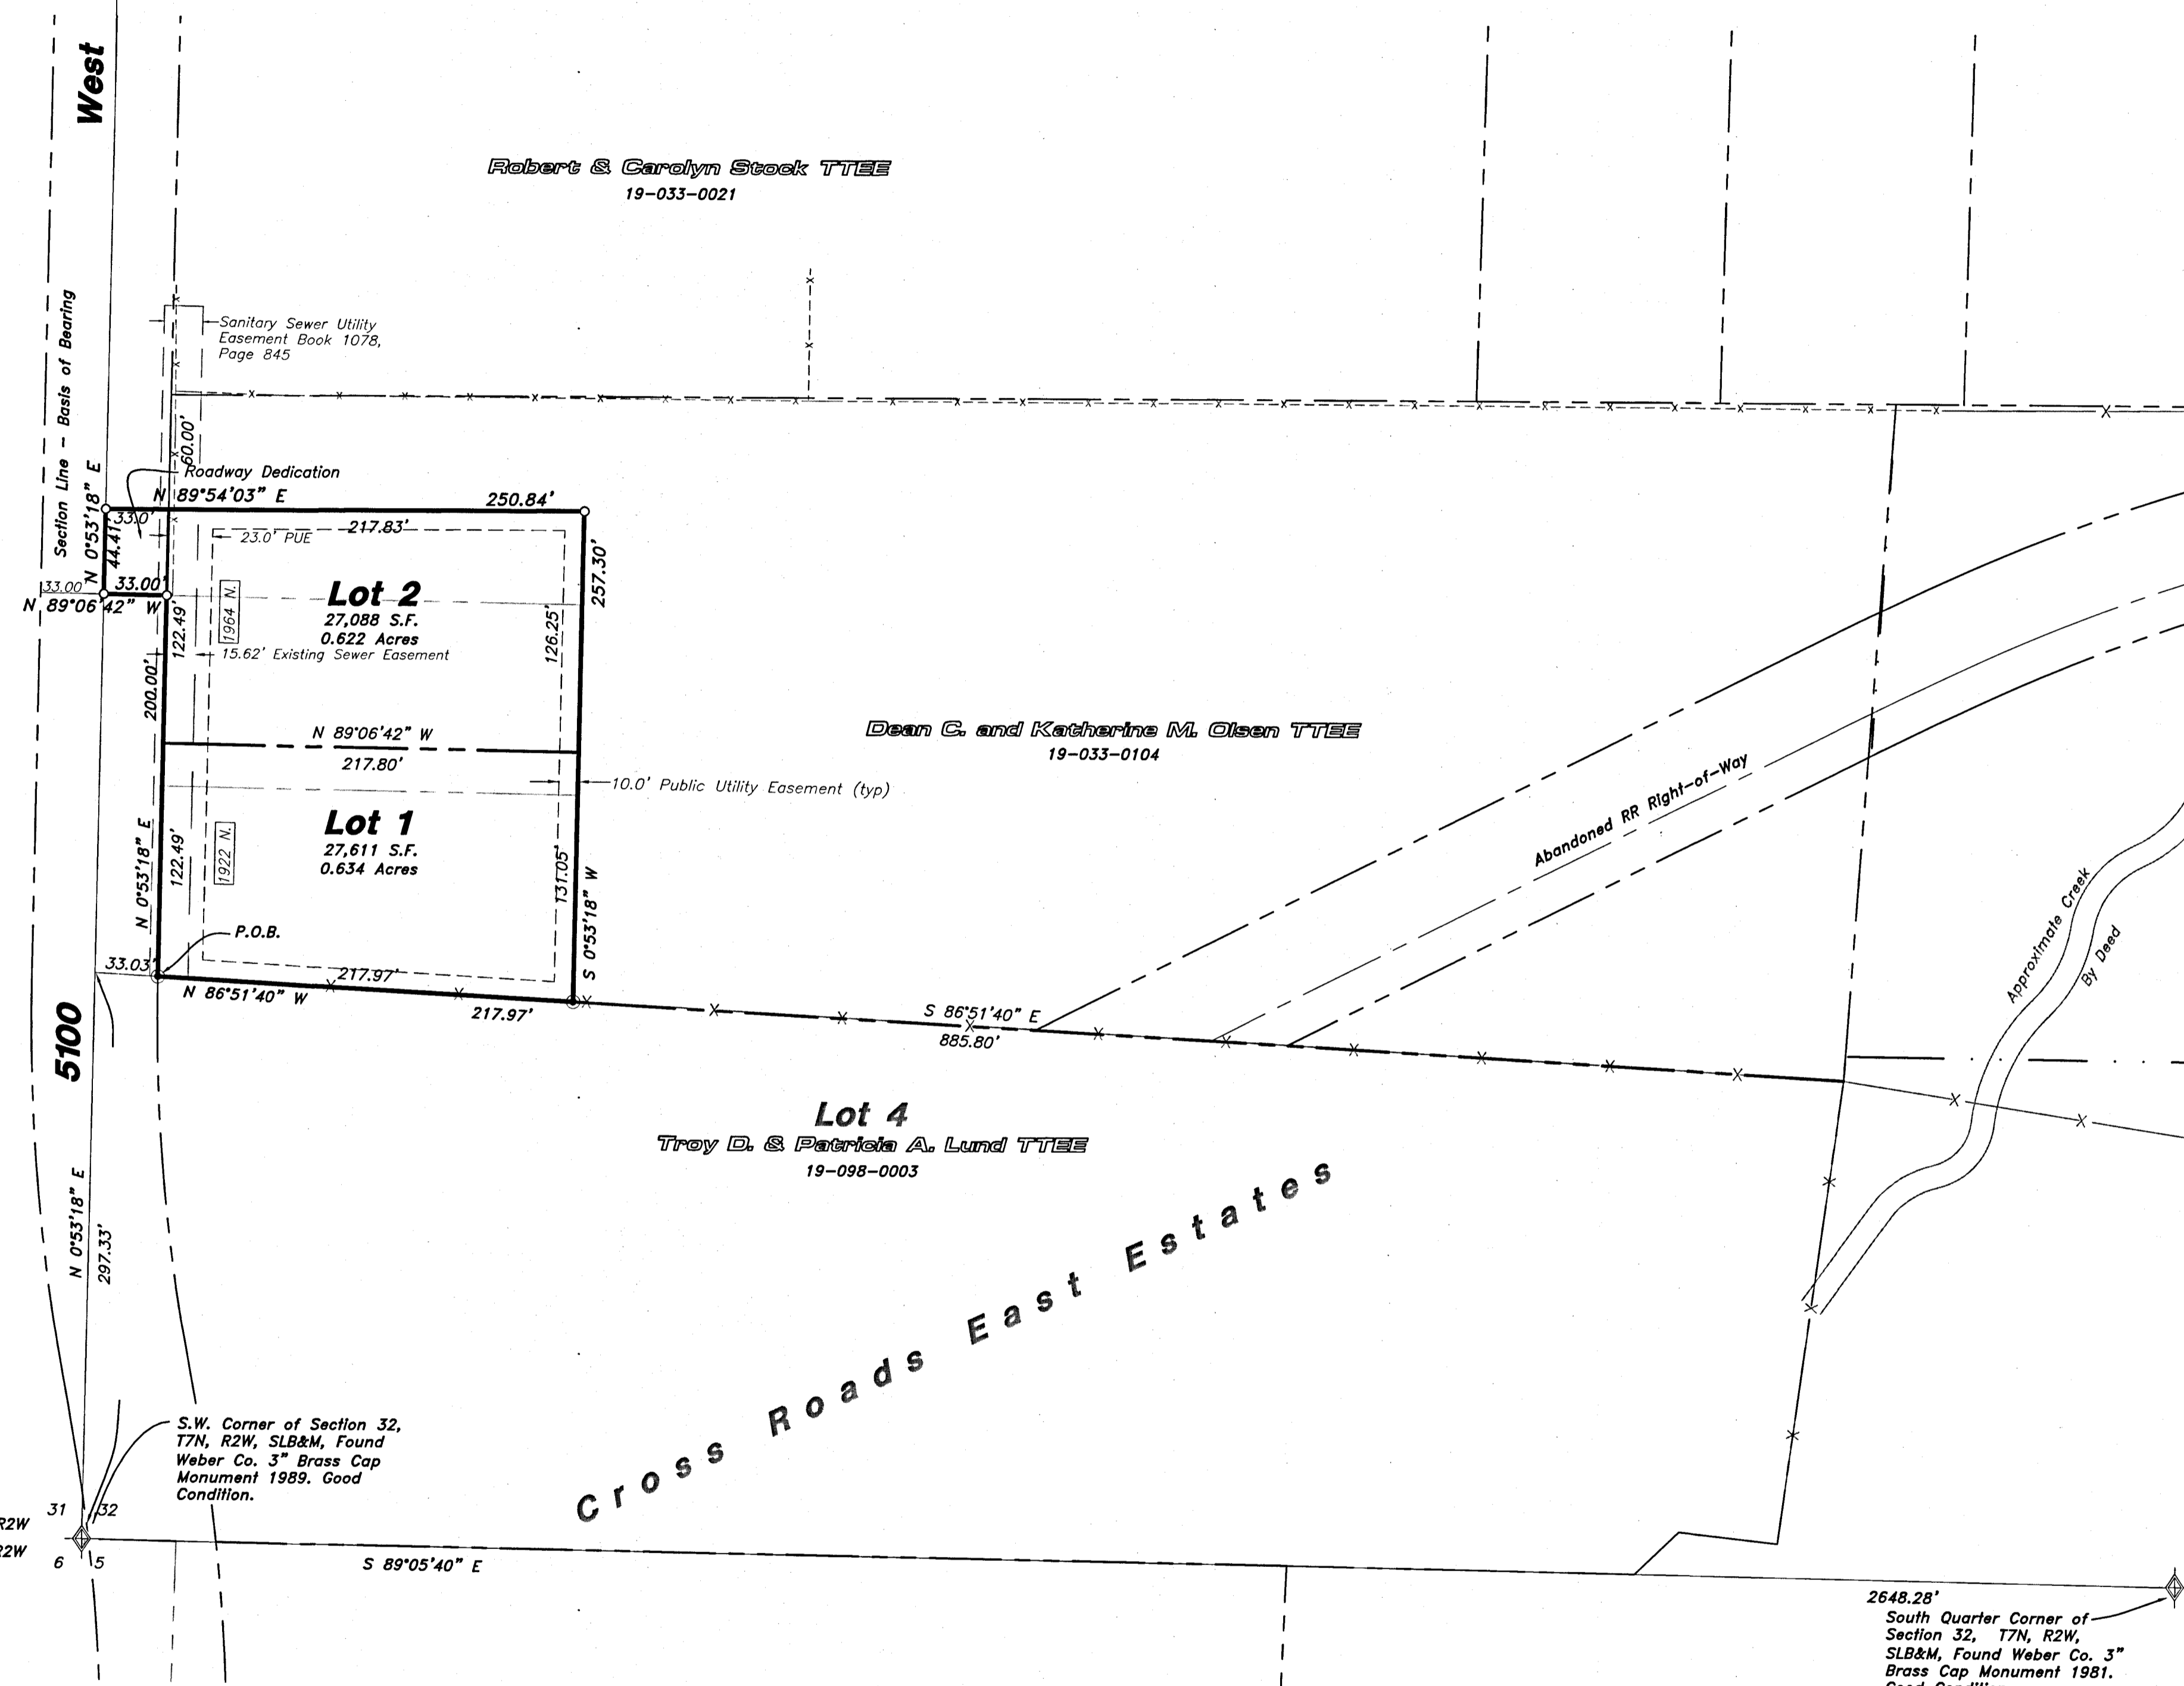 West
Robert & Carolyn Stock TTEE
19-033-0021
Section Line - Basis of Bearing
Sanitary Sewer Utility
Easement Book 1078,
Page 845
60.00'
Roadway Dedication
N 89°54'03" E
250.84'
N 0°53'18" E
44.41'
33.0'
217.83'
23.0' PUE
33.00'
33.00'
N 89°06'42" W
Lot 2
27,088 S.F.
0.622 Acres
1964 N.
122.49'
126.25'
257.30'
15.62' Existing Sewer Easement
200.00'
N 89°06'42" W
217.80'
Dean C. and Katherine M. Olsen TTEE
19-033-0104
10.0' Public Utility Easement (typ)
Abandoned RR Right-of-Way
Lot 1
27,611 S.F.
0.634 Acres
1922 N.
N 0°53'18" E
122.49'
131.05'
S 0°53'18" W
P.O.B.
33.03'
217.97'
N 86°51'40" W
217.97'
S 86°51'40" E
885.80'
Approximate Creek
By Deed
5100
Lot 4
Troy D. & Patricia A. Lund TTEE
19-098-0003
N 0°53'18" E
297.33'
Cross Roads East Estates
S.W. Corner of Section 32,
T7N, R2W, SLB&M, Found
Weber Co. 3" Brass Cap
Monument 1989. Good
Condition.
31 32
R2W
R2W
6 5
S 89°05'40" E
2648.28'
South Quarter Corner of
Section 32, T7N, R2W,
SLB&M, Found Weber Co. 3"
Brass Cap Monument 1981.
Good Condition